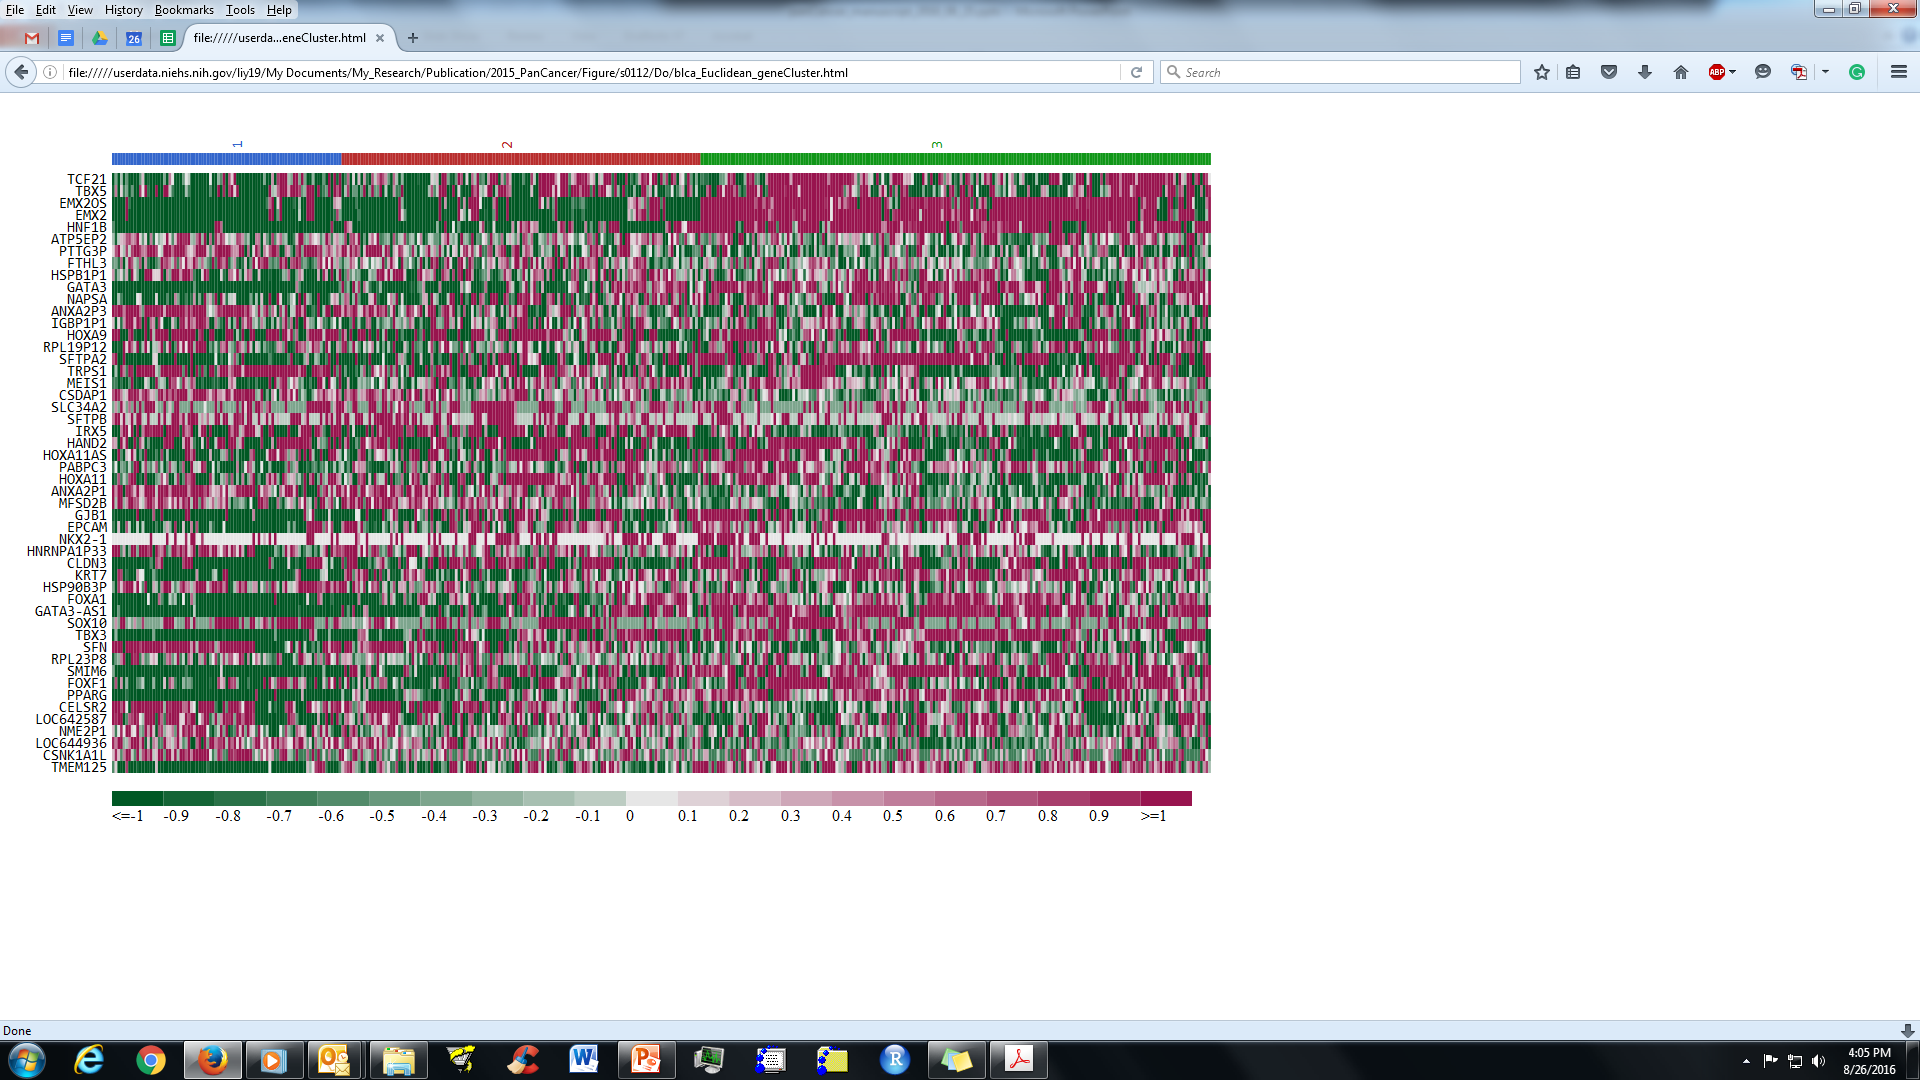 File Edit View History Bookmarks Tools Help
26 file://///userda...eneCluster.html
file://///userdata.niehs.nih.gov/liy19/My Documents/My_Research/Publication/2015_PanCancer/Figure/s0112/Do/blca_Euclidean_geneCluster.html Search ABP
1 2 3
TCF21
TBX5
EMX2OS
EMX2
HNF1B
ATP5EP2
PTTG3P
FTHL3
HSPB1P1
GATA3
NAPSA
ANXA2P3
IGBP1P1
HOXA9
RPL19P12
SFTPA2
TRPS1
MEIS1
CSDAP1
SLC34A2
SFTPB
IRX5
HAND2
HOXA11AS
PABPC3
HOXA11
ANXA2P1
MFSD2B
GJB1
EPCAM
NKX2-1
HNRNPA1P33
CLDN3
KRT7
HSP90B3P
FOXA1
GATA3-AS1
SOX10
TBX3
SFN
RPL23P8
SMIM6
FOXF1
PPARG
CELSR2
LOC642587
NME2P1
LOC644936
CSNK1A1L
TMEM125
<=-1 -0.9 -0.8 -0.7 -0.6 -0.5 -0.4 -0.3 -0.2 -0.1 0 0.1 0.2 0.3 0.4 0.5 0.6 0.7 0.8 0.9 >=1
Done
4:05 PM
8/26/2016